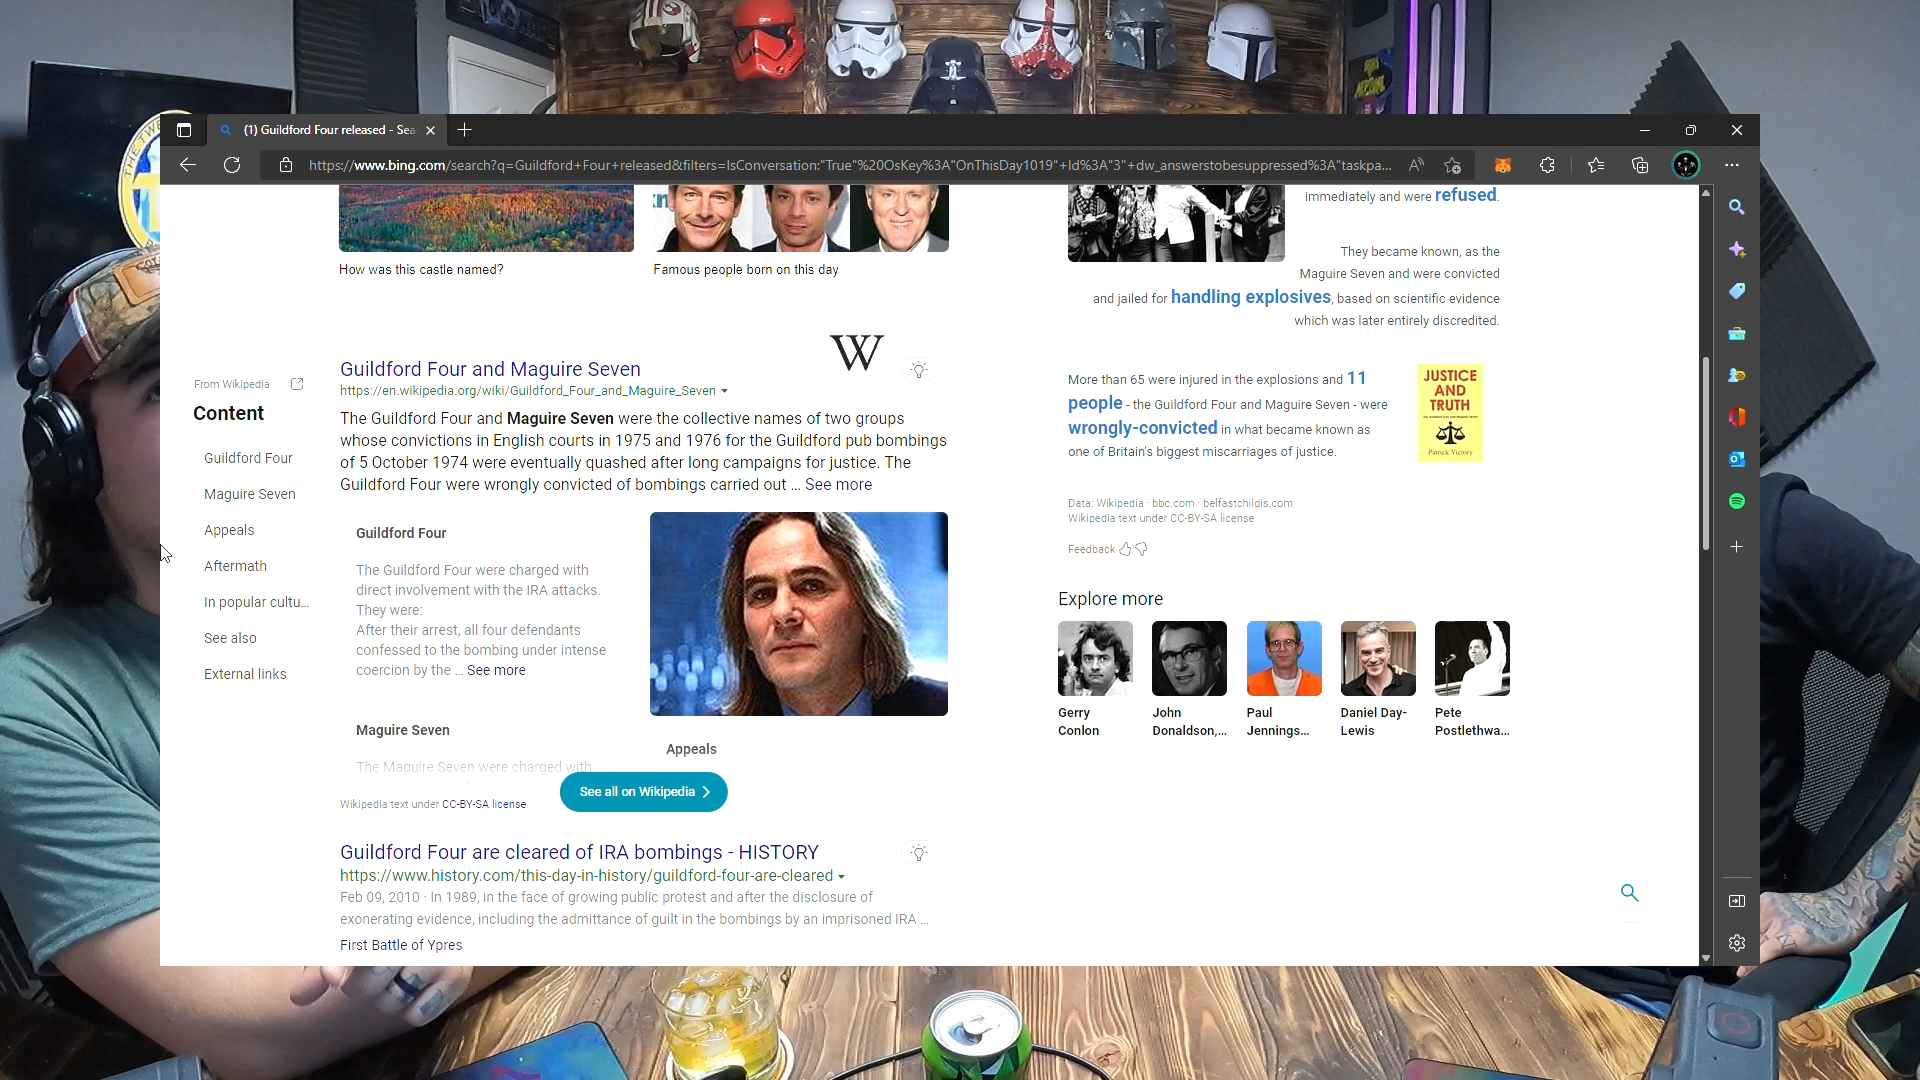 (1) Guildford Four released - Sea
https://www.bing.com/search?q=Guildford+Four+released&filters=IsConversation:"True"%20OsKey%3A"OnThisDay1019"+Id%3A"3"+dw_answerstobesuppressed%3A"taskpa...
How was this castle named?
Famous people born on this day
immediately and were refused.
They became known, as the
Maguire Seven and were convicted
and jailed for handling explosives, based on scientific evidence
which was later entirely discredited.
From Wikipedia
Content
Guildford Four
Maguire Seven
Appeals
Aftermath
In popular cultu...
See also
External links
W
Guildford Four and Maguire Seven
https://en.wikipedia.org/wiki/Guildford_Four_and_Maguire_Seven
The Guildford Four and Maguire Seven were the collective names of two groups
whose convictions in English courts in 1975 and 1976 for the Guildford pub bombings
of 5 October 1974 were eventually quashed after long campaigns for justice. The
Guildford Four were wrongly convicted of bombings carried out ... See more
Guildford Four
The Guildford Four were charged with
direct involvement with the IRA attacks.
They were:
After their arrest, all four defendants
confessed to the bombing under intense
coercion by the ... See more
Maguire Seven
The Maguire Seven were charged with
Appeals
See all on Wikipedia
Wikipedia text under CC-BY-SA license
Guildford Four are cleared of IRA bombings - HISTORY
https://www.history.com/this-day-in-history/guildford-four-are-cleared
Feb 09, 2010 · In 1989, in the face of growing public protest and after the disclosure of
exonerating evidence, including the admittance of guilt in the bombings by an imprisoned IRA ...
First Battle of Ypres
More than 65 were injured in the explosions and 11
people - the Guildford Four and Maguire Seven - were
wrongly-convicted in what became known as
one of Britain's biggest miscarriages of justice.
JUSTICE
AND
TRUTH
Patrick Victory
Data: Wikipedia · bbc.com · belfastchildis.com
Wikipedia text under CC-BY-SA license
Feedback
Explore more
Gerry
Conlon
John
Donaldson,...
Paul
Jennings...
Daniel Day-
Lewis
Pete
Postlethwa...